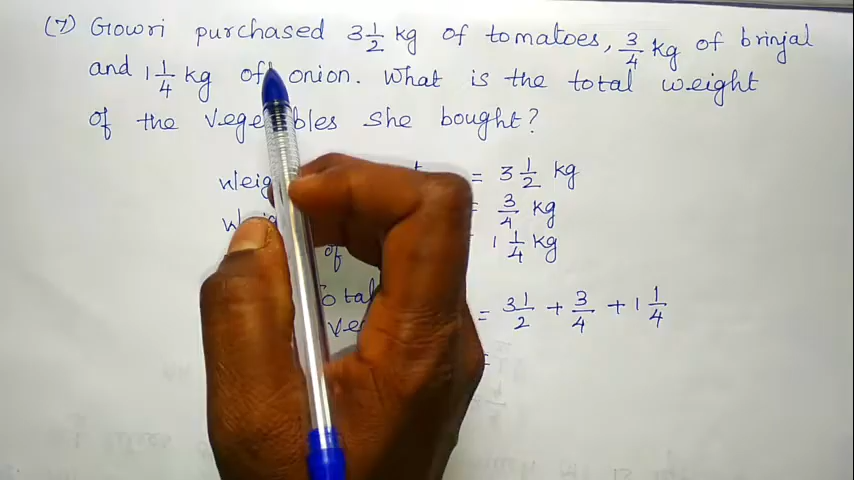 (7) Gowri purchased 3 1/2 kg of tomatoes, 3/4 kg of brinjal
and 1 1/4 kg of onion. What is the total weight
of the vegetables she bought?
= 3 1/2 kg
= 3/4 kg
of 1 1/4 kg
= 3 1/2 + 3/4 + 1 1/4
=